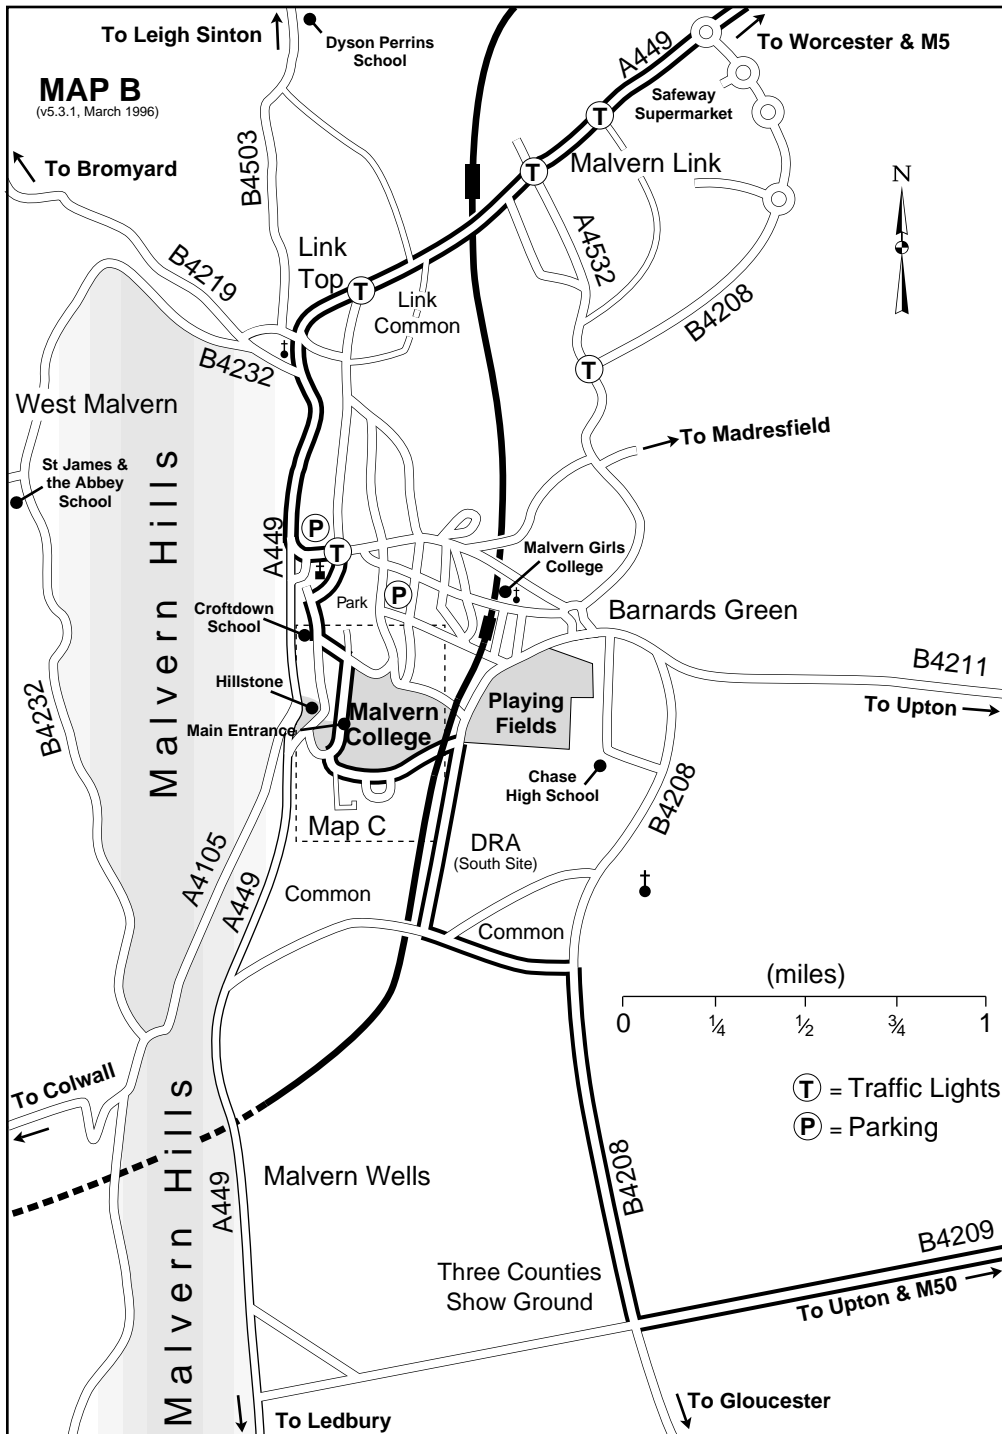 To Leigh Sinton
Dyson Perrins
School
A449
To Worcester & M5
MAP B
(v5.3.1, March 1996)
Safeway
Supermarket
T
B4503
To Bromyard
T
Malvern Link
N
A4532
Link
Top
B4219
T
Link
Common
B4208
B4232
T
West Malvern
To Madresfield
St James &
the Abbey
School
Malvern Hills
A449
P
T
Malvern Girls
College
Park
P
Croftdown
School
Barnards Green
B4211
B4232
Hillstone
Main Entrance
Malvern
College
Playing
Fields
To Upton
Chase
High School
B4208
Map C
DRA
(South Site)
A4105
A449
Common
Common
(miles)
0 ¼ ½ ¾ 1
To Colwall
T = Traffic Lights
P = Parking
Malvern Hills
A449
Malvern Wells
B4208
B4209
Three Counties
Show Ground
To Upton & M50
To Gloucester
To Ledbury